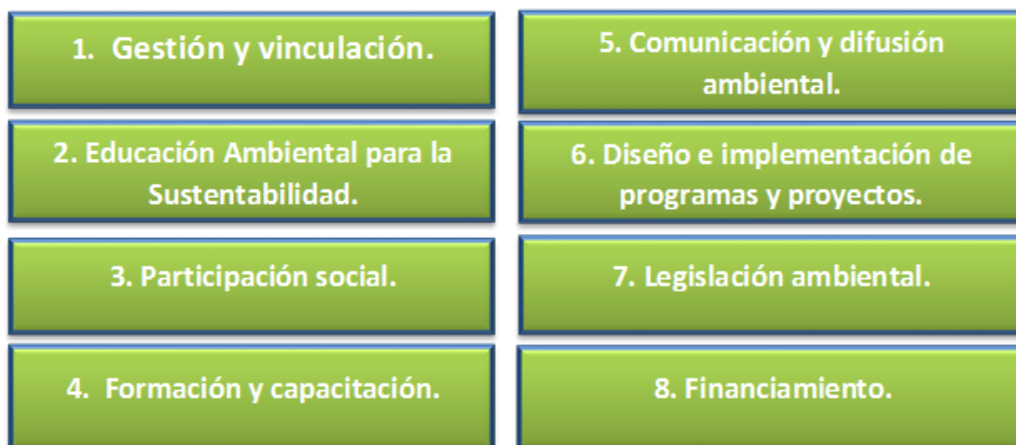 1. Gestión y vinculación.
2. Educación Ambiental para la
Sustentabilidad.
3. Participación social.
4. Formación y capacitación.
5. Comunicación y difusión
ambiental.
6. Diseño e implementación de
programas y proyectos.
7. Legislación ambiental.
8. Financiamiento.